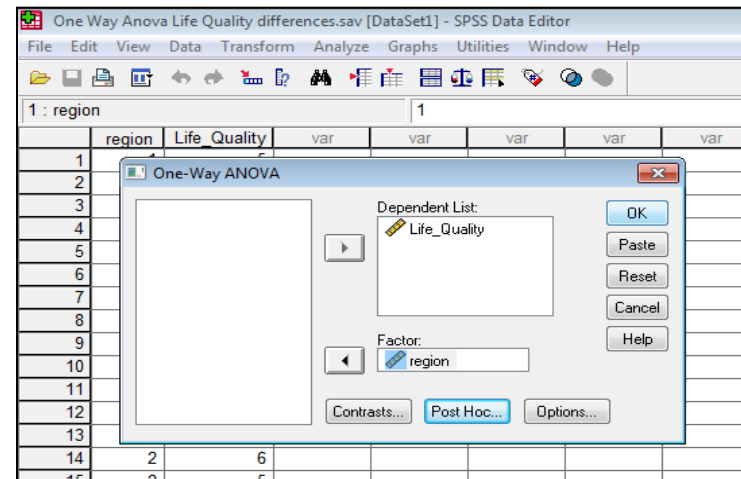 One Way Anova Life Quality differences.sav [DataSet1] - SPSS Data Editor
File Edit View Data Transform Analyze Graphs Utilities Window Help
1 : region 1
region Life_Quality var var var var var
1
2
3
4
5
6
7
8
9
10
11
12
13
14 2 6
One-Way ANOVA
Dependent List:
Life_Quality
Factor:
region
OK
Paste
Reset
Cancel
Help
Contrasts... Post Hoc... Options...